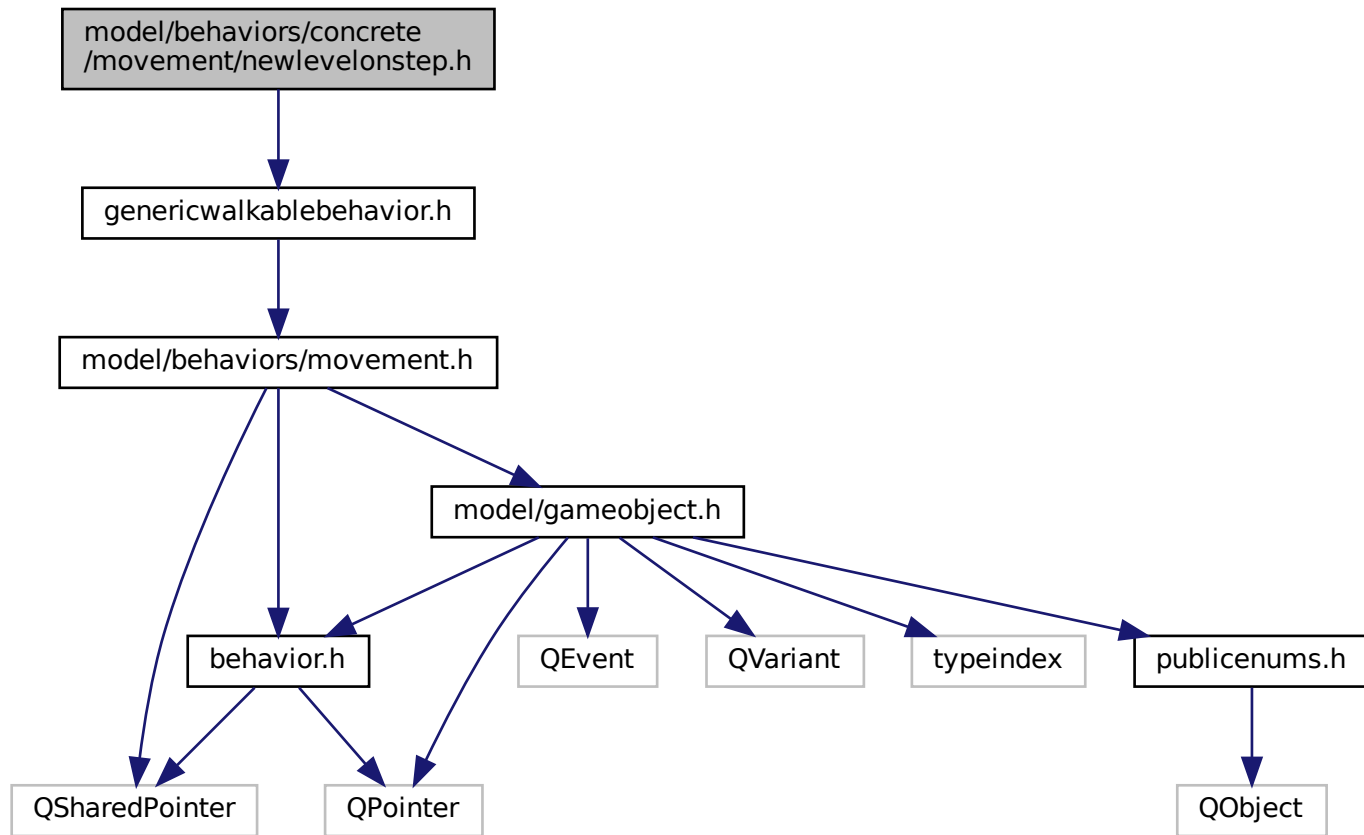 model/behaviors/concrete
/movement/newlevelonstep.h
genericwalkablebehavior.h
model/behaviors/movement.h
model/gameobject.h
behavior.h
QEvent
QVariant
typeindex
publicenums.h
QSharedPointer
QPointer
QObject